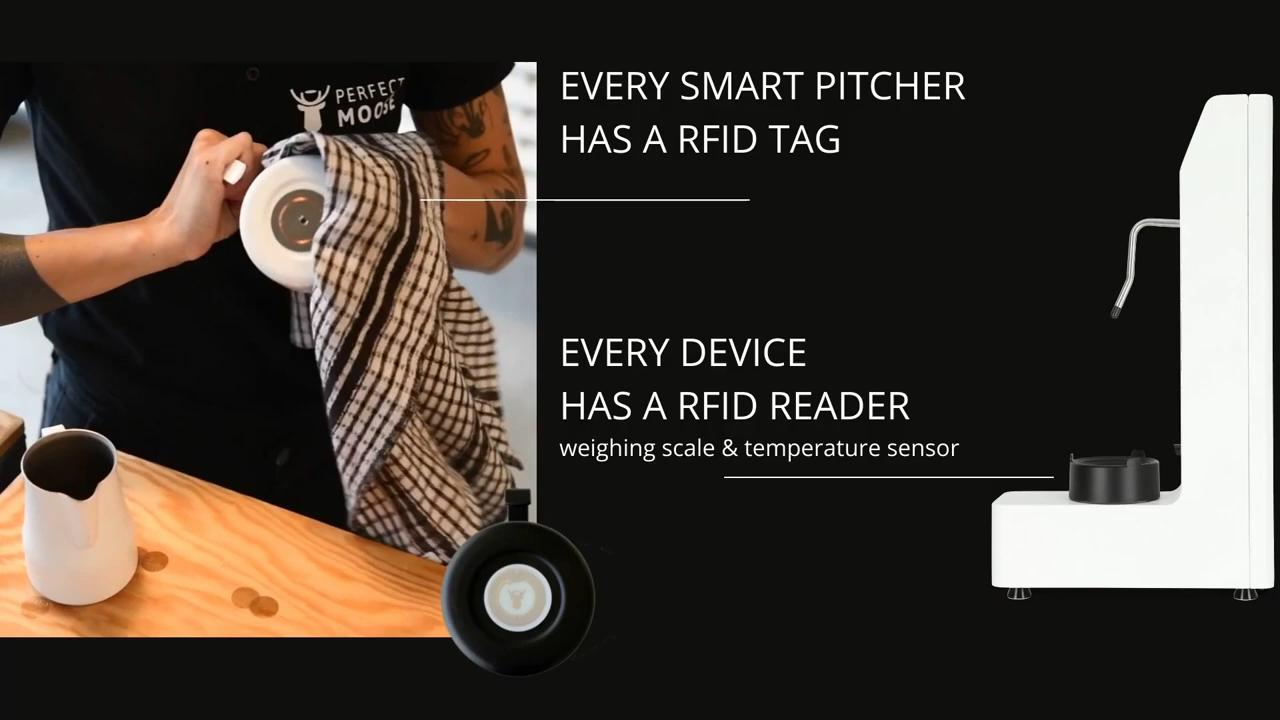 PERFECT
MOOSE
EVERY SMART PITCHER
HAS A RFID TAG
EVERY DEVICE
HAS A RFID READER
weighing scale & temperature sensor